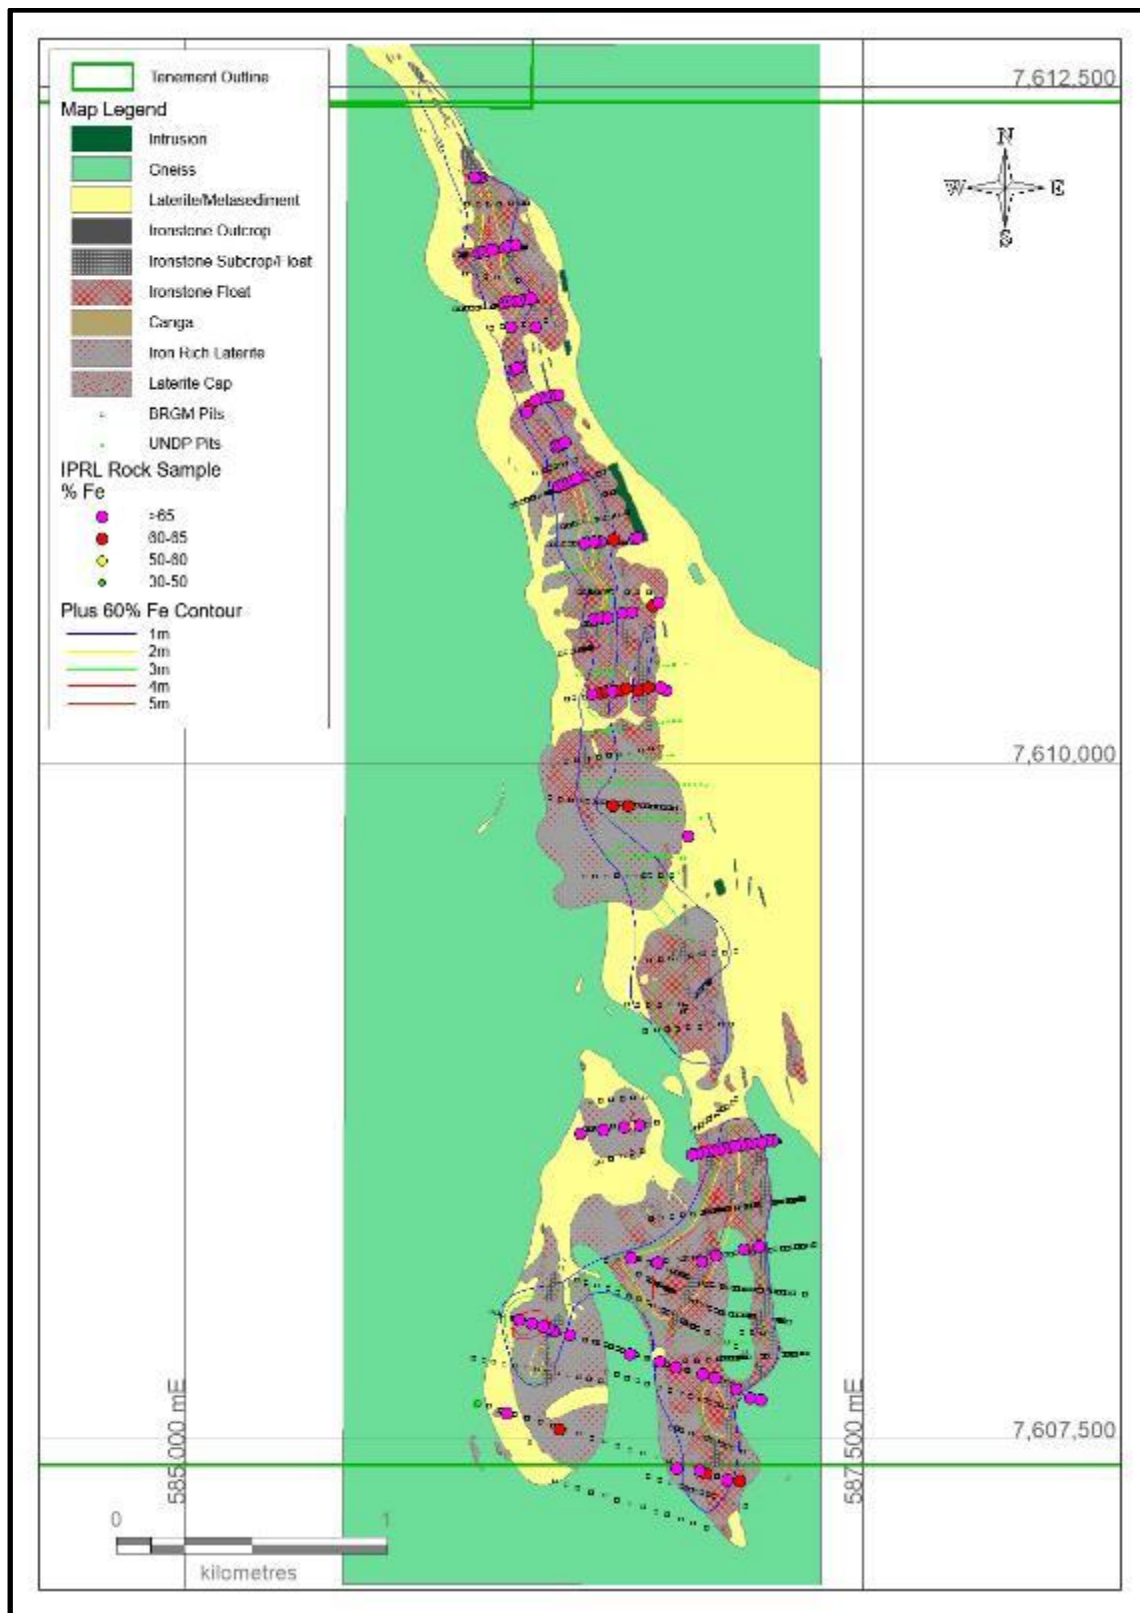 Tenement Outline
Map Legend
Intrusion
Gneiss
Laterite/Metasediment
Ironstone Outcrop
Ironstone Subcrop/Float
Ironstone Float
Canga
Iron Rich Laterite
Laterite Cap
BRGM Pits
UNDP Pits
IPRL Rock Sample
% Fe
>65
60-65
50-60
30-50
Plus 60% Fe Contour
1m
2m
3m
4m
5m
7,612,500
N
W E
S
7,610,000
7,607,500
585,000 mE
587,500 mE
0 1
kilometres